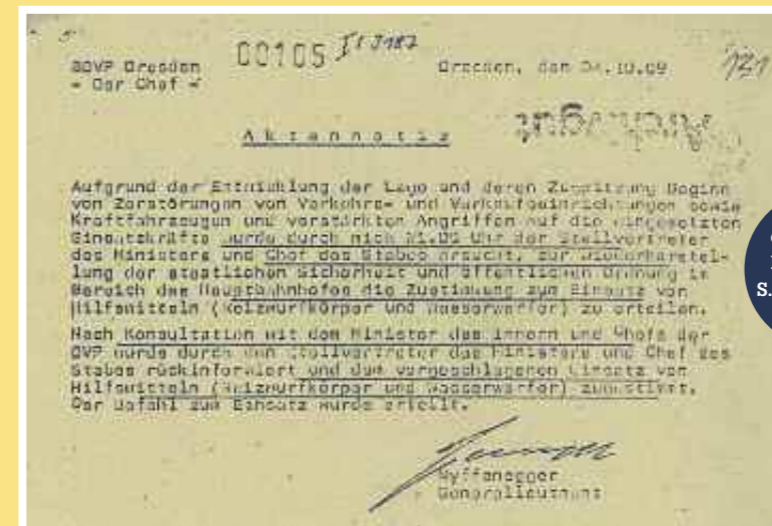 00105
BDVP Dresden Dresden, den 04.10.89 121
- Der Chef -
Aktennotiz
Aufgrund der Entwicklung der Lage und deren Zuspitzung Beginn
von Zerstörungen von Verkehrs- und Verkaufseinrichtungen sowie
Kraftfahrzeugen und verstärkten Angriffen auf die eingesetzten
Einsatzkräfte wurde durch mich Uhr der Stellvertreter
des Ministers und Chef des Stabes ersucht, zur Wiederherstel-
lung der staatlichen Sicherheit und öffentlichen Ordnung im
Bereich des Hauptbahnhofes die Zustimmung zum Einsatz von
Hilfsmitteln (Reizwurfkörper und Wasserwerfer) zu erteilen.
Nach Konsultation mit dem Minister des Innern und Chefs der
DVP wurde durch den Stellvertreter des Ministers und Chef des
Stabes rückinformiert und dem vorgeschlagenen Einsatz von
Hilfsmitteln (Reizwurfkörper und Wasserwerfer) zugestimmt.
Der Befehl zum Einsatz wurde erteilt.
Nyffenegger
Generalleutnant
S.